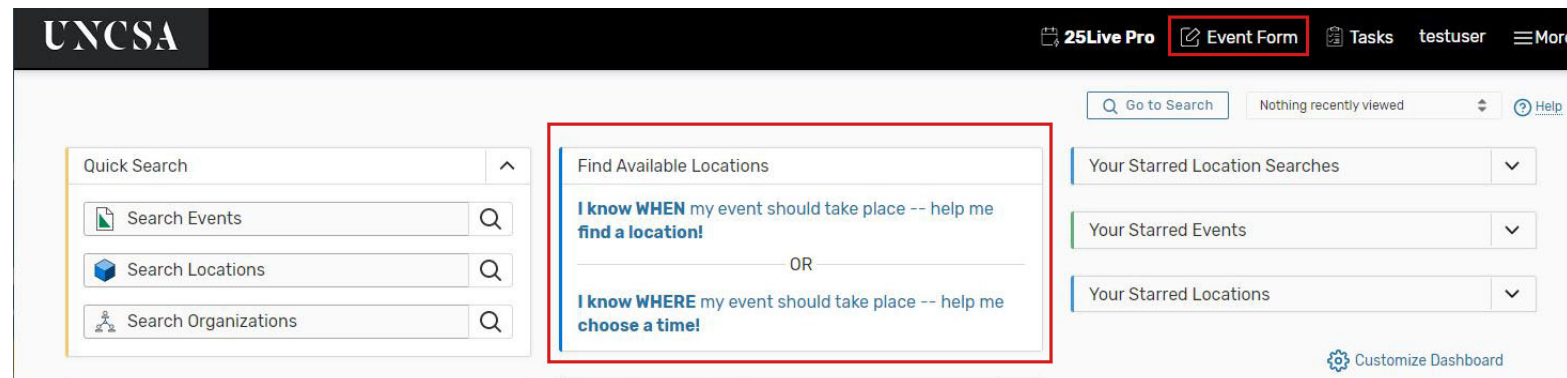 UNCSA
25Live Pro Event Form Tasks testuser More
Go to Search Nothing recently viewed Help
Quick Search
Search Events
Search Locations
Search Organizations
Find Available Locations
I know WHEN my event should take place -- help me
find a location!
OR
I know WHERE my event should take place -- help me
choose a time!
Your Starred Location Searches
Your Starred Events
Your Starred Locations
Customize Dashboard